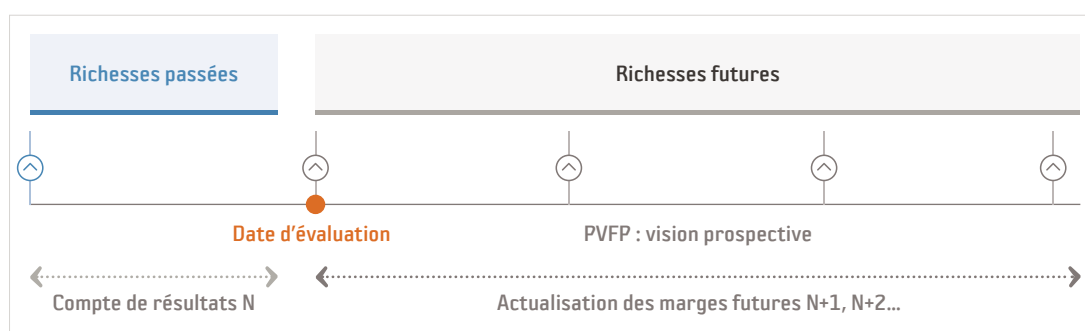 Richesses passées
Richesses futures
Date d'évaluation
PVFP : vision prospective
Compte de résultats N
Actualisation des marges futures N+1, N+2...